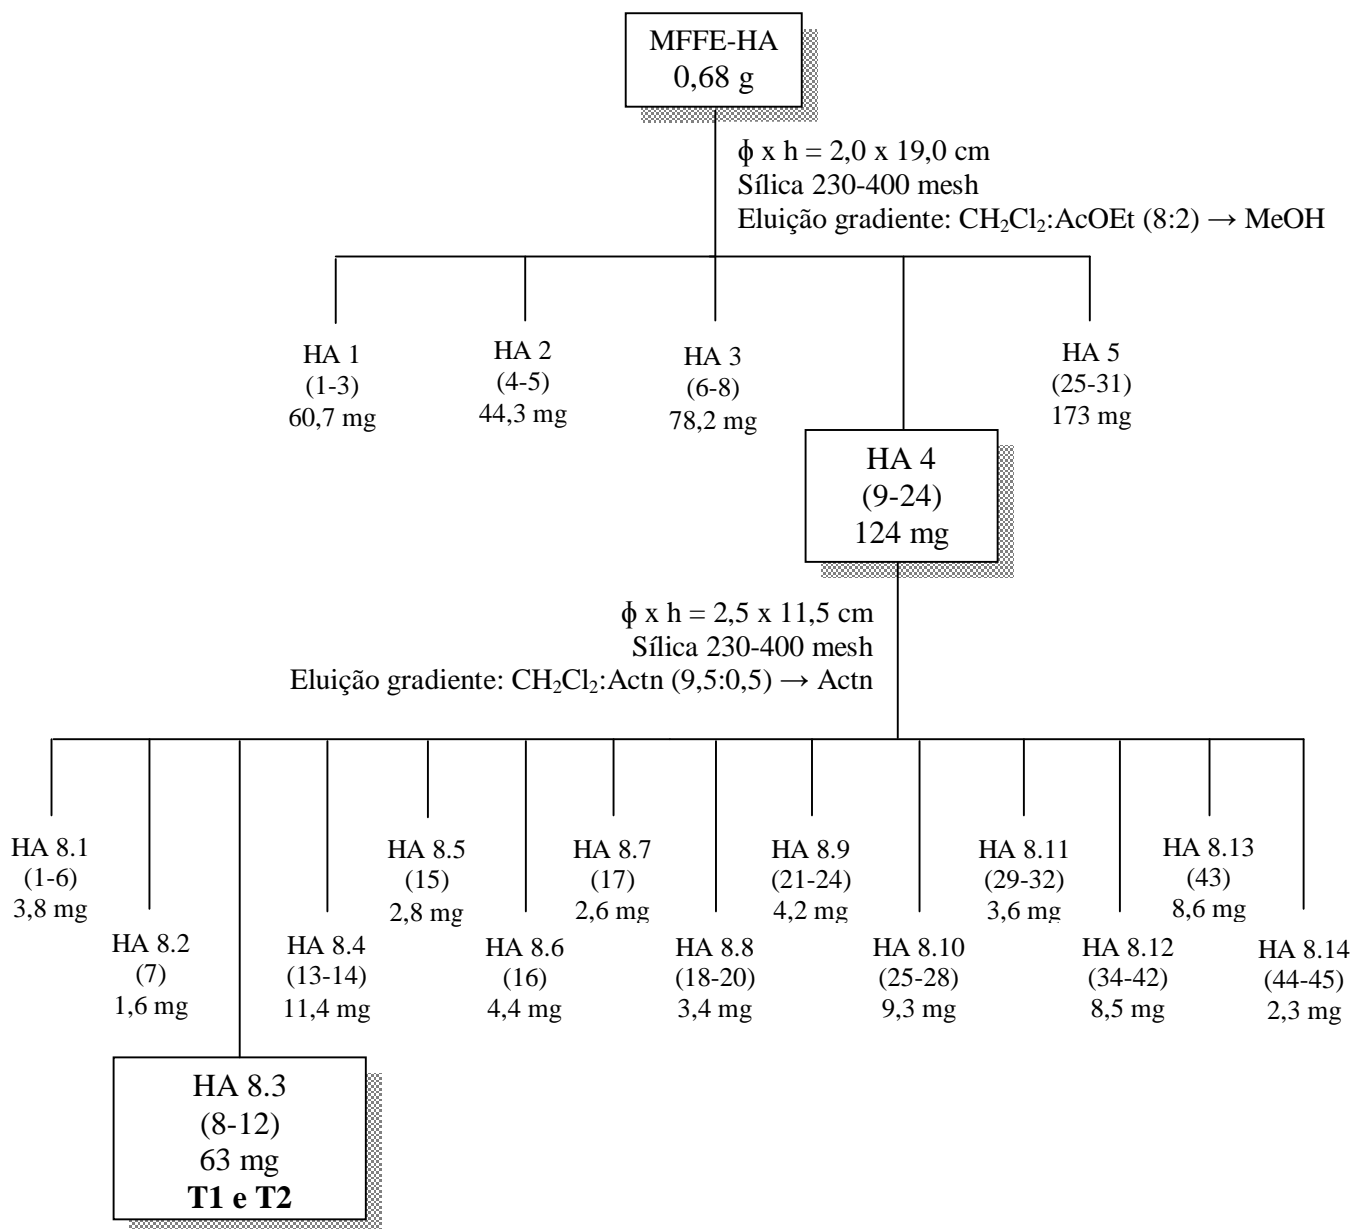 MFFE-HA
0,68 g
ϕ x h = 2,0 x 19,0 cm
Sílica 230-400 mesh
Eluição gradiente: CH₂Cl₂:AcOEt (8:2) → MeOH
HA 1
(1-3)
60,7 mg
HA 2
(4-5)
44,3 mg
HA 3
(6-8)
78,2 mg
HA 4
(9-24)
124 mg
HA 5
(25-31)
173 mg
ϕ x h = 2,5 x 11,5 cm
Sílica 230-400 mesh
Eluição gradiente: CH₂Cl₂:Actn (9,5:0,5) → Actn
HA 8.1
(1-6)
3,8 mg
HA 8.2
(7)
1,6 mg
HA 8.3
(8-12)
63 mg
T1 e T2
HA 8.4
(13-14)
11,4 mg
HA 8.5
(15)
2,8 mg
HA 8.6
(16)
4,4 mg
HA 8.7
(17)
2,6 mg
HA 8.8
(18-20)
3,4 mg
HA 8.9
(21-24)
4,2 mg
HA 8.10
(25-28)
9,3 mg
HA 8.11
(29-32)
3,6 mg
HA 8.12
(34-42)
8,5 mg
HA 8.13
(43)
8,6 mg
HA 8.14
(44-45)
2,3 mg